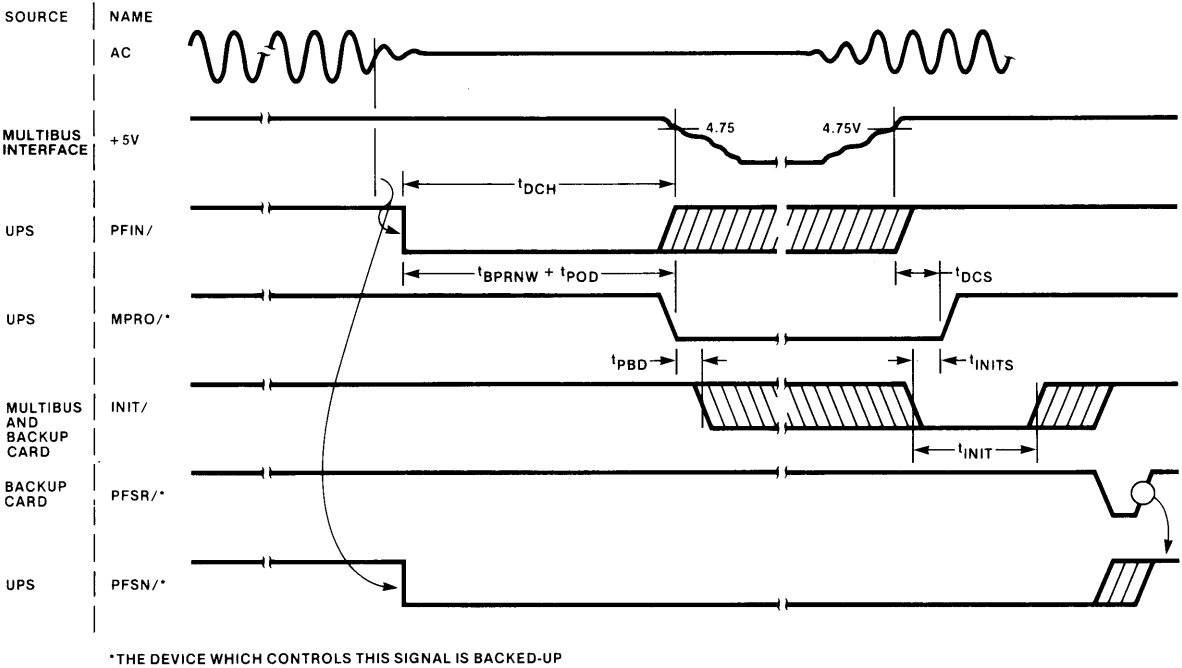 SOURCE NAME
AC
MULTIBUS INTERFACE +5V
4.75 4.75V
tDCH
UPS PFIN/
tBPRNW + tPOD tDCS
UPS MPRO/*
tPBD tINITS
MULTIBUS AND BACKUP CARD INIT/
tINIT
BACKUP CARD PFSR/*
UPS PFSN/*
*THE DEVICE WHICH CONTROLS THIS SIGNAL IS BACKED-UP